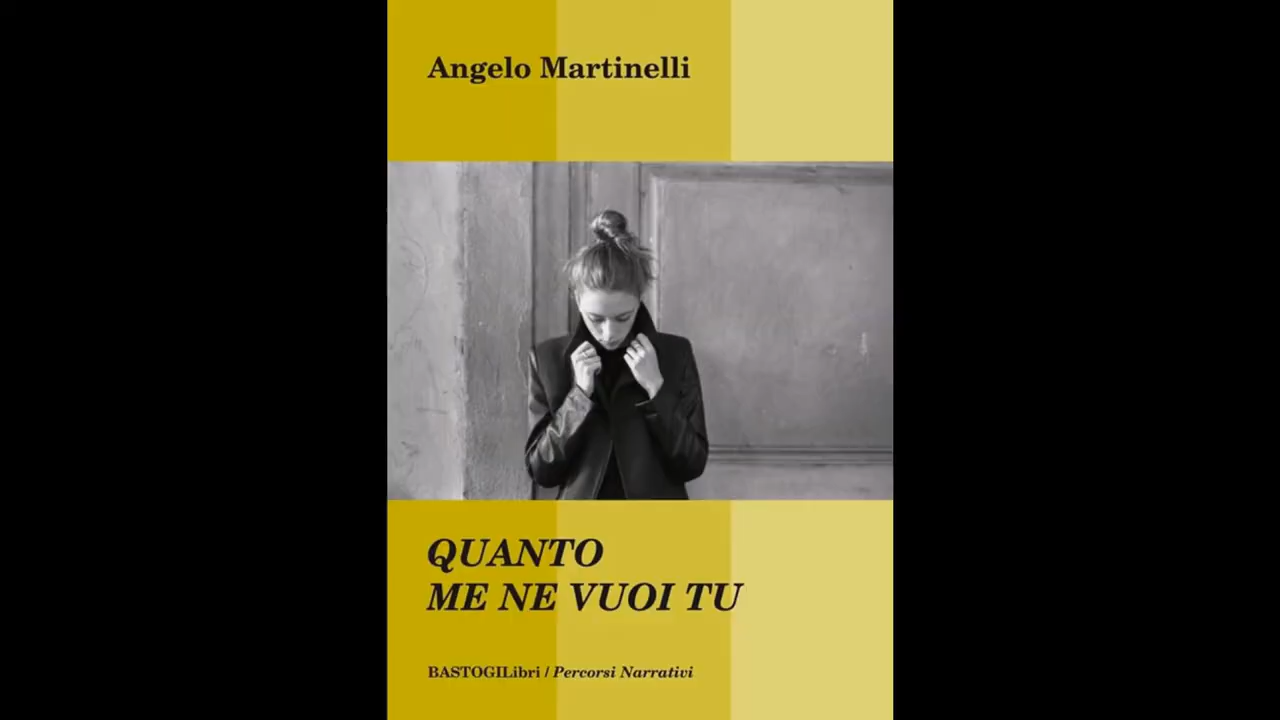 Angelo Martinelli
QUANTO
ME NE VUOI TU
BASTOGILibri / Percorsi Narrativi